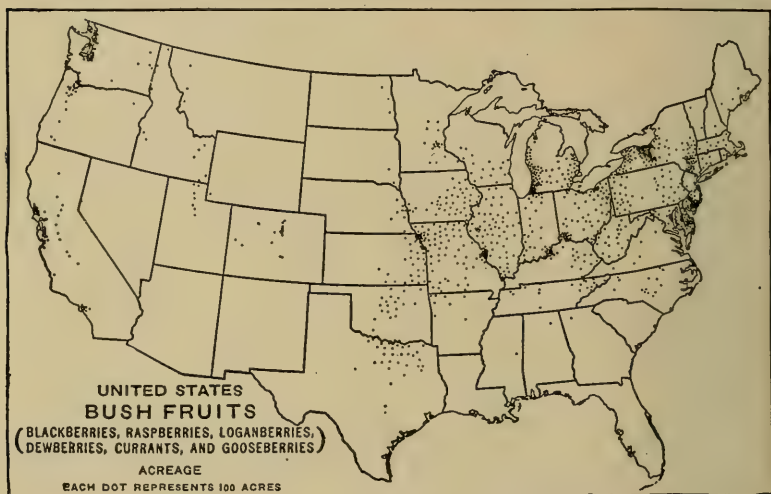 UNITED STATES
BUSH FRUITS
(BLACKBERRIES, RASPBERRIES, LOGANBERRIES,
DEWBERRIES, CURRANTS, AND GOOSEBERRIES)
ACREAGE
EACH DOT REPRESENTS 100 ACRES